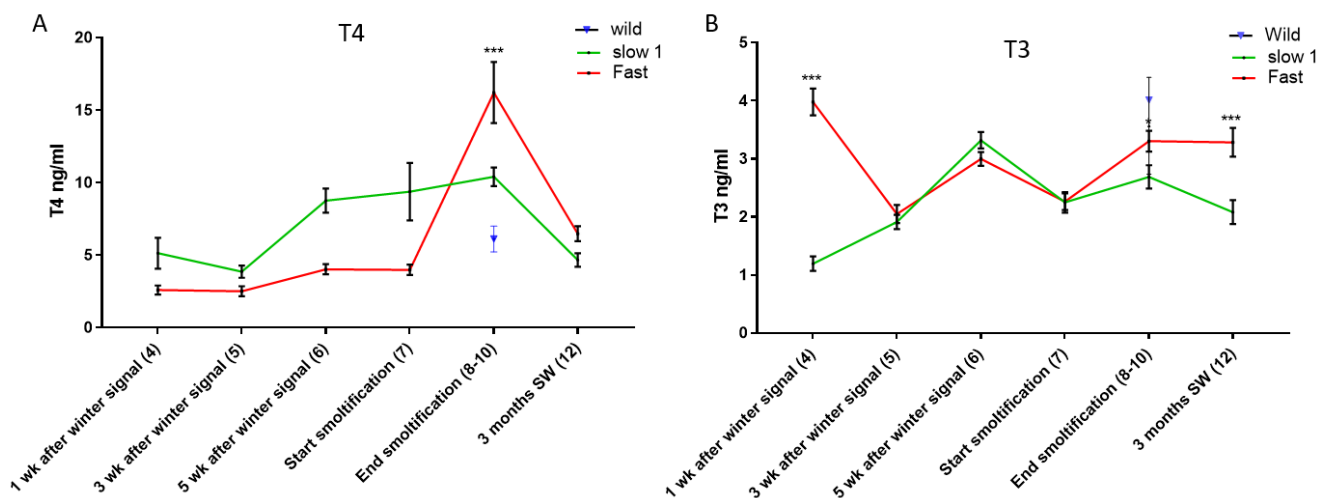 A
T4
wild
slow 1
Fast
T4 ng/ml
20
15
10
5
0
***
1 wk after winter signal (4)
3 wk after winter signal (5)
5 wk after winter signal (6)
Start smoltification (7)
End smoltification (8-10)
3 months SW (12)
B
T3
Wild
slow 1
Fast
T3 ng/ml
5
4
3
2
1
0
***
*
***
1 wk after winter signal (4)
3 wk after winter signal (5)
5 wk after winter signal (6)
Start smoltification (7)
End smoltification (8-10)
3 months SW (12)